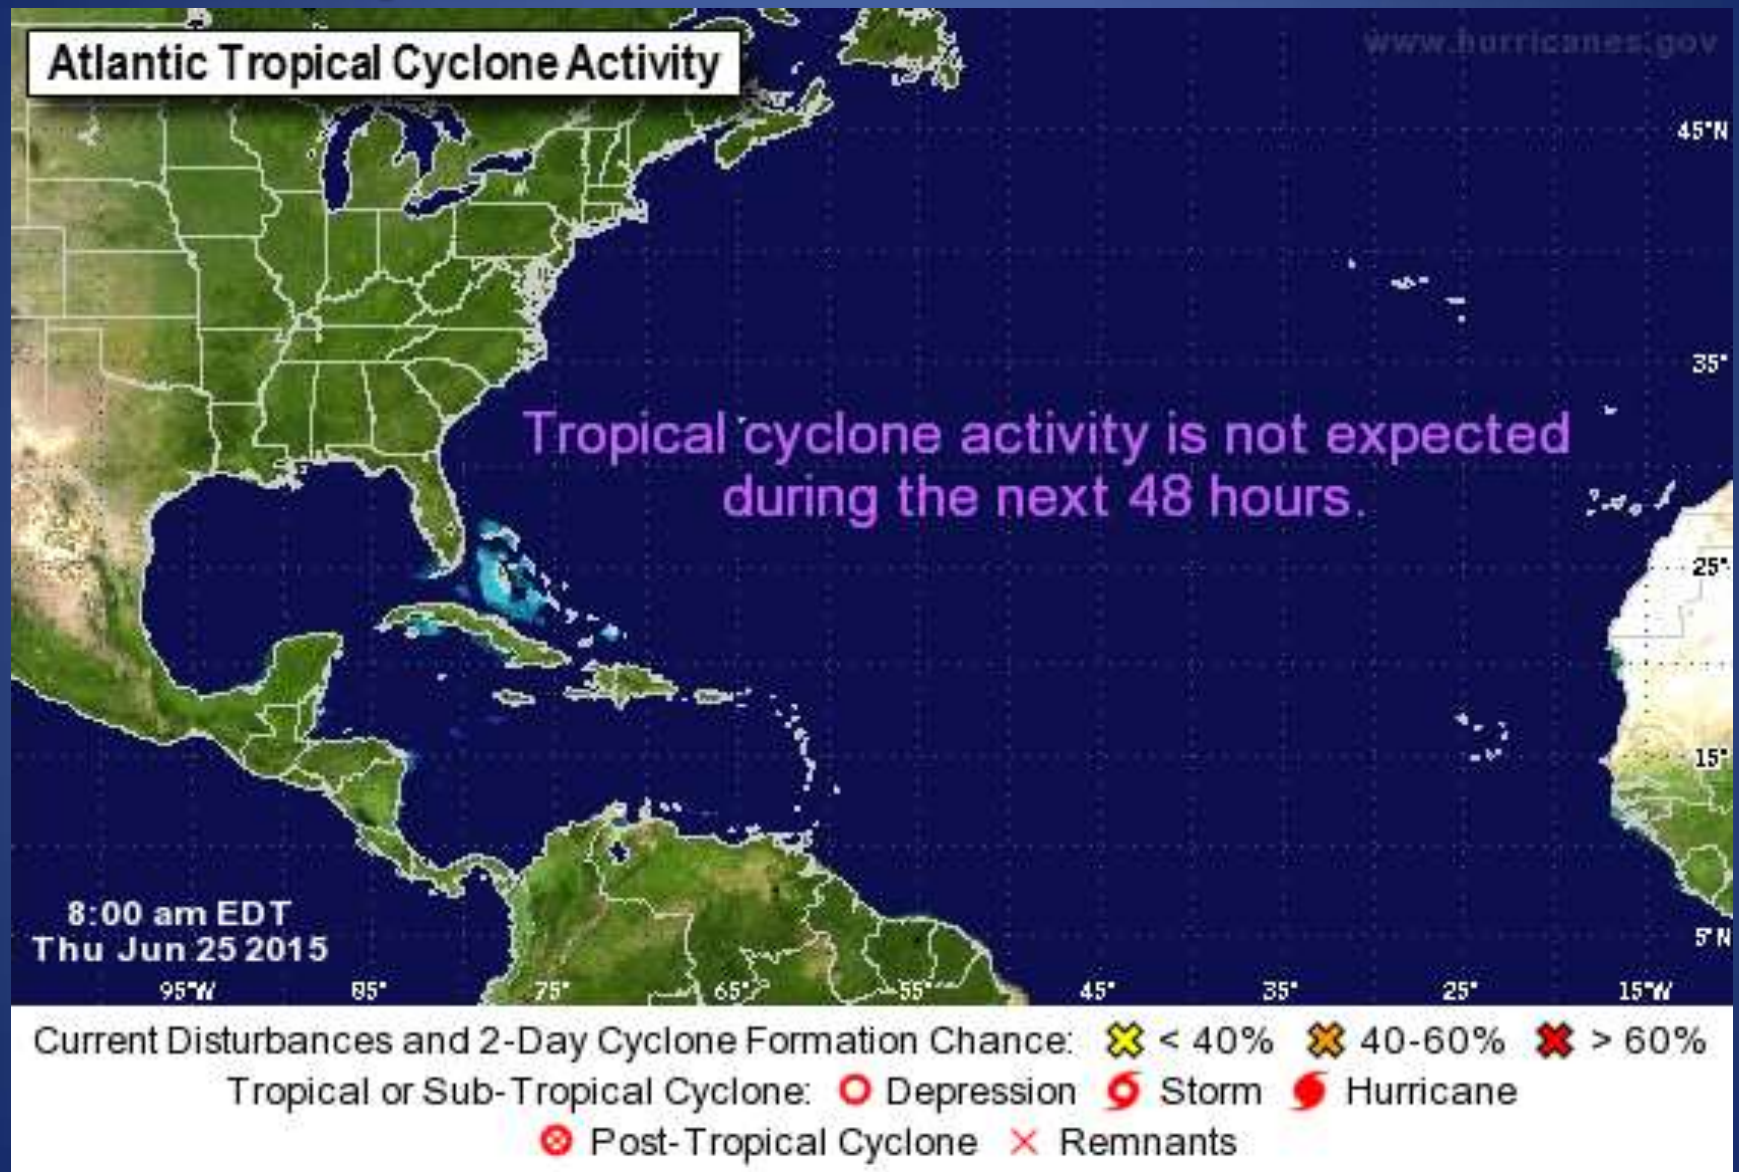 www.hurricanes.gov
Atlantic Tropical Cyclone Activity
45°N
35°
Tropical cyclone activity is not expected
during the next 48 hours.
25°
15°
8:00 am EDT
Thu Jun 25 2015
5°N
95°W 85° 75° 65° 55° 45° 35° 25° 15°W
Current Disturbances and 2-Day Cyclone Formation Chance: < 40% 40-60% > 60%
Tropical or Sub-Tropical Cyclone: Depression Storm Hurricane
Post-Tropical Cyclone Remnants